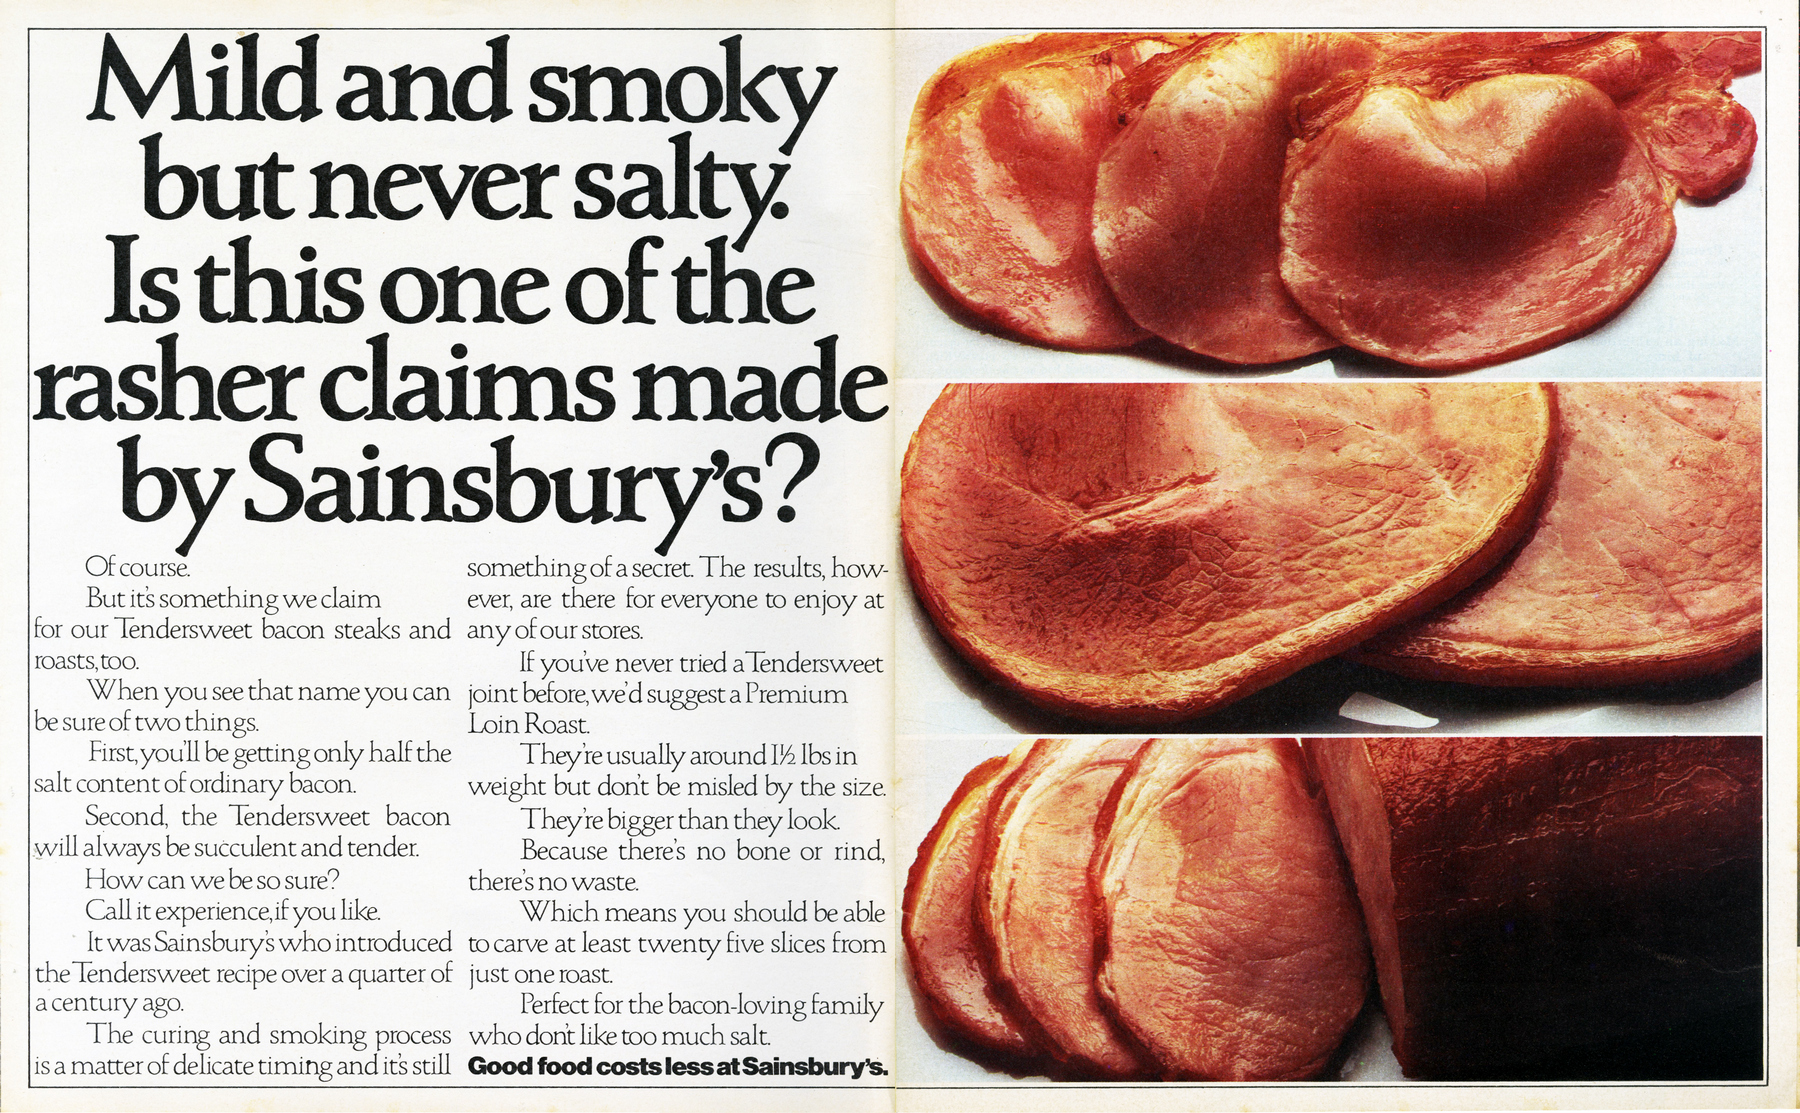 Mild and smoky
but never salty.
Is this one of the
rasher claims made
by Sainsbury's?
Of course.
But it's something we claim
for our Tendersweet bacon steaks and
roasts, too.
When you see that name you can
be sure of two things.
First, you'll be getting only half the
salt content of ordinary bacon.
Second, the Tendersweet bacon
will always be succulent and tender.
How can we be so sure?
Call it experience, if you like.
It was Sainsbury's who introduced
the Tendersweet recipe over a quarter of
a century ago.
The curing and smoking process
is a matter of delicate timing and it's still
something of a secret. The results, how-
ever, are there for everyone to enjoy at
any of our stores.
If you've never tried a Tendersweet
joint before, we'd suggest a Premium
Loin Roast.
They're usually around 1½ lbs in
weight but don't be misled by the size.
They're bigger than they look.
Because there's no bone or rind,
there's no waste.
Which means you should be able
to carve at least twenty five slices from
just one roast.
Perfect for the bacon-loving family
who don't like too much salt.
Good food costs less at Sainsbury's.